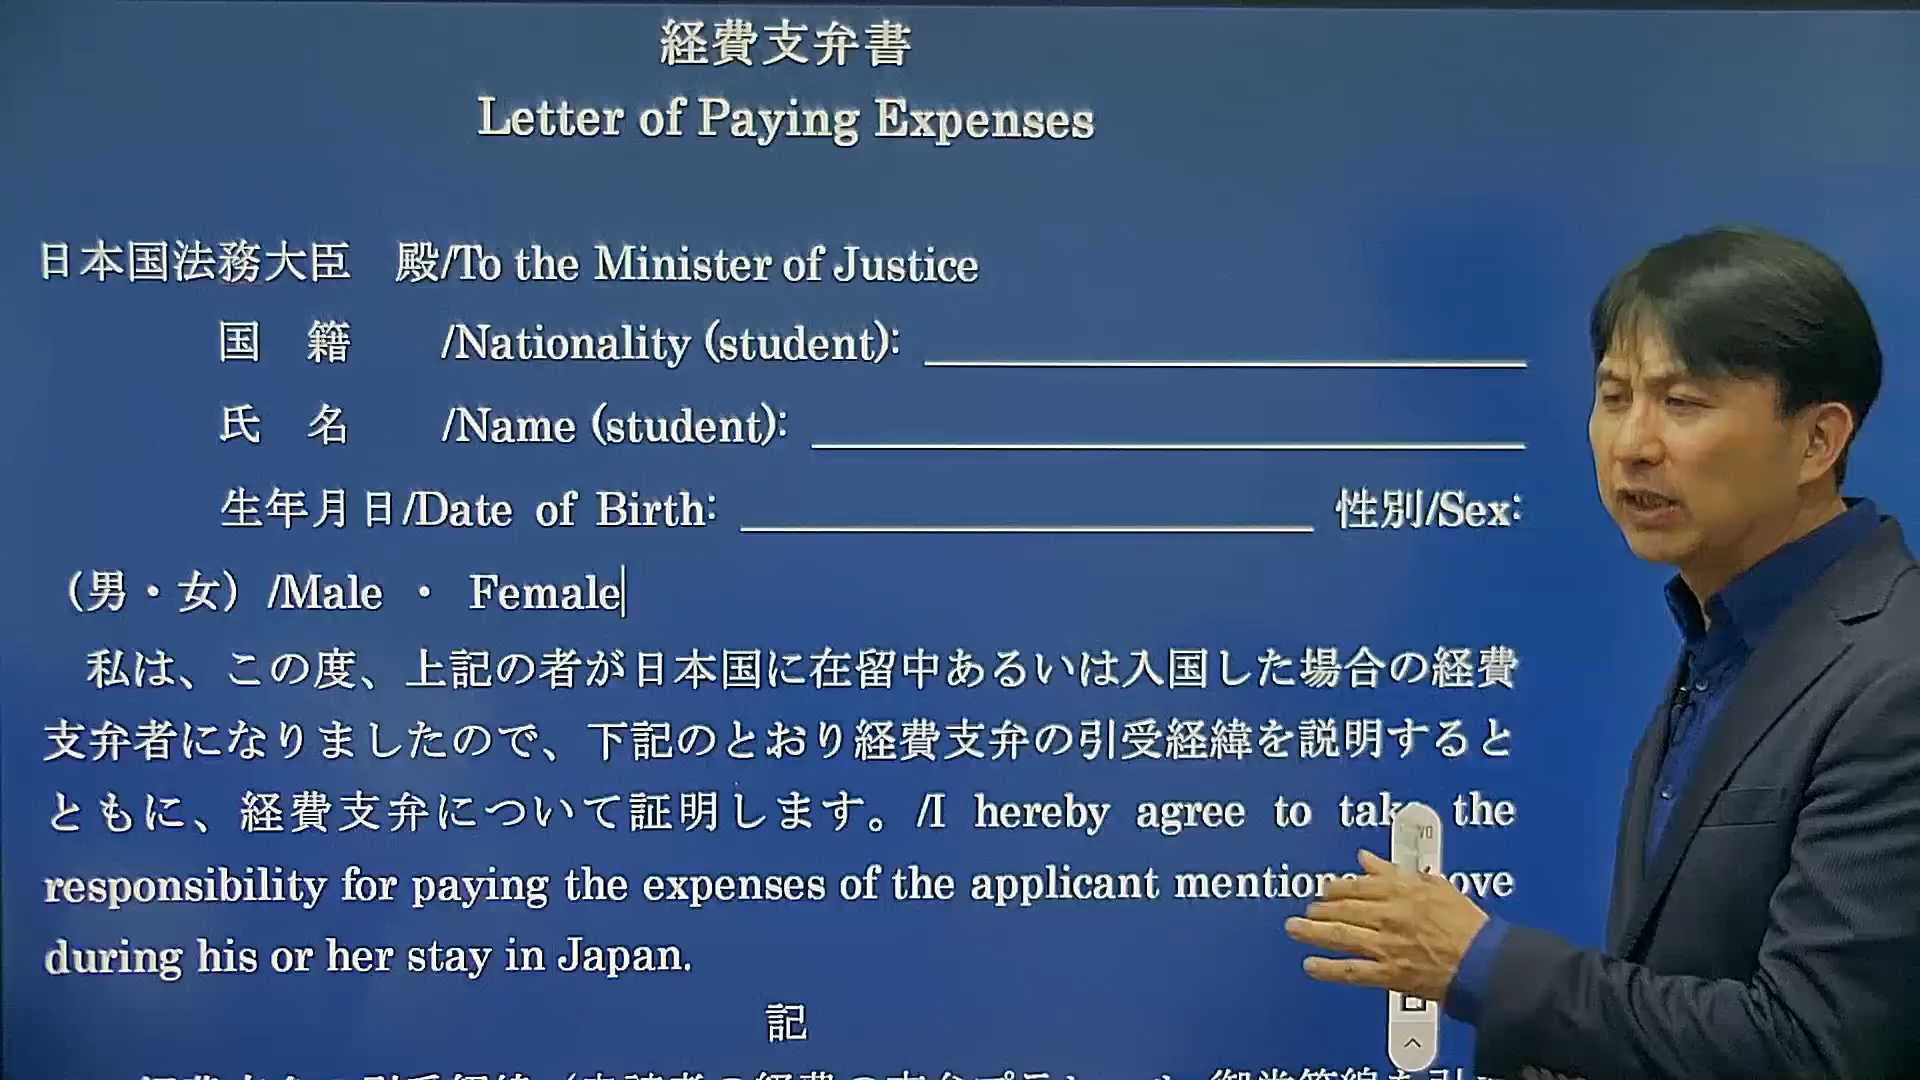 経費支弁書
Letter of Paying Expenses
日本国法務大臣 殿/To the Minister of Justice
国 籍 /Nationality (student):
氏 名 /Name (student):
生年月日/Date of Birth: 性別/Sex:
（男・女）/Male ・ Female
私は、この度、上記の者が日本国に在留中あるいは入国した場合の経費
支弁者になりましたので、下記のとおり経費支弁の引受経緯を説明すると
ともに、経費支弁について証明します。/I hereby agree to the
responsibility for paying the expenses of the applicant
during his or her stay in Japan.
記